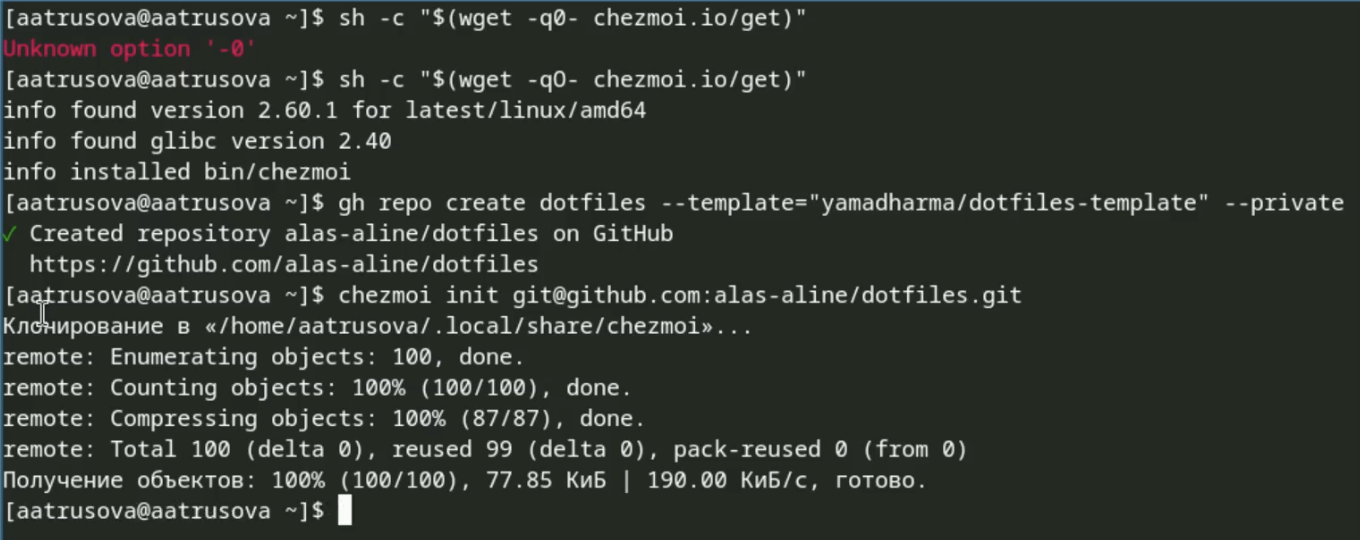 [aatrusova@aatrusova ~]$ sh -c "$(wget -q0- chezmoi.io/get)"
Unknown option '-0'
[aatrusova@aatrusova ~]$ sh -c "$(wget -qO- chezmoi.io/get)"
info found version 2.60.1 for latest/linux/amd64
info found glibc version 2.40
info installed bin/chezmoi
[aatrusova@aatrusova ~]$ gh repo create dotfiles --template="yamadharma/dotfiles-template" --private
✓ Created repository alas-aline/dotfiles on GitHub
https://github.com/alas-aline/dotfiles
[aatrusova@aatrusova ~]$ chezmoi init git@github.com:alas-aline/dotfiles.git
Клонирование в «/home/aatrusova/.local/share/chezmoi»...
remote: Enumerating objects: 100, done.
remote: Counting objects: 100% (100/100), done.
remote: Compressing objects: 100% (87/87), done.
remote: Total 100 (delta 0), reused 99 (delta 0), pack-reused 0 (from 0)
Получение объектов: 100% (100/100), 77.85 КиБ | 190.00 КиБ/с, готово.
[aatrusova@aatrusova ~]$